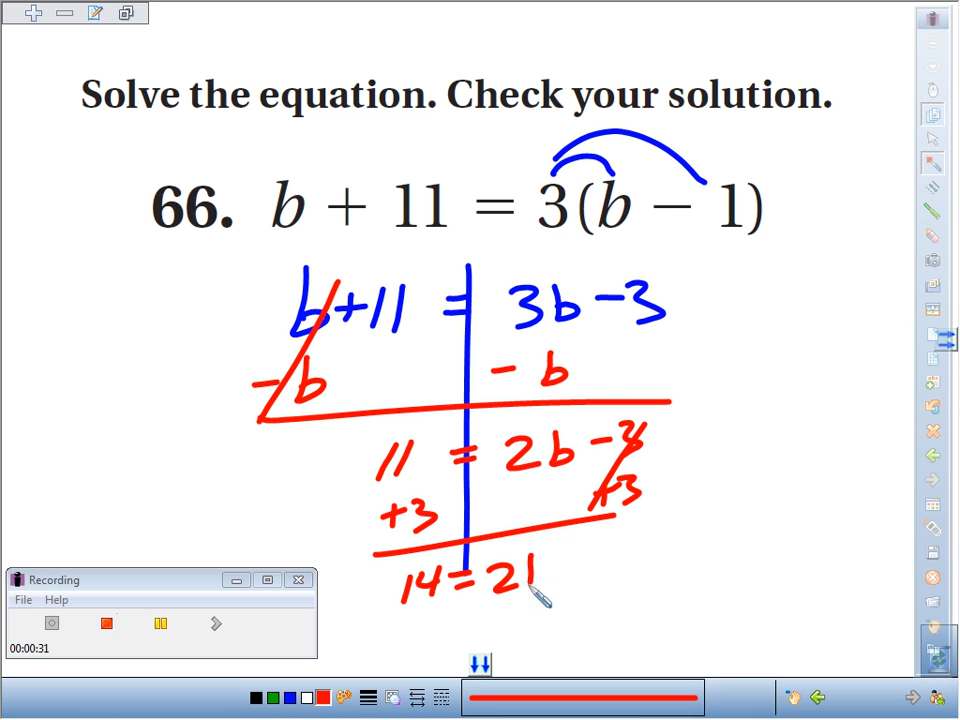 Solve the equation. Check your solution.
66. b + 11 = 3(b − 1)
b + 11 = 3b − 3
− b − b
11 = 2b − 3
+3 +3
14 = 2
Recording
File Help
00:00:31